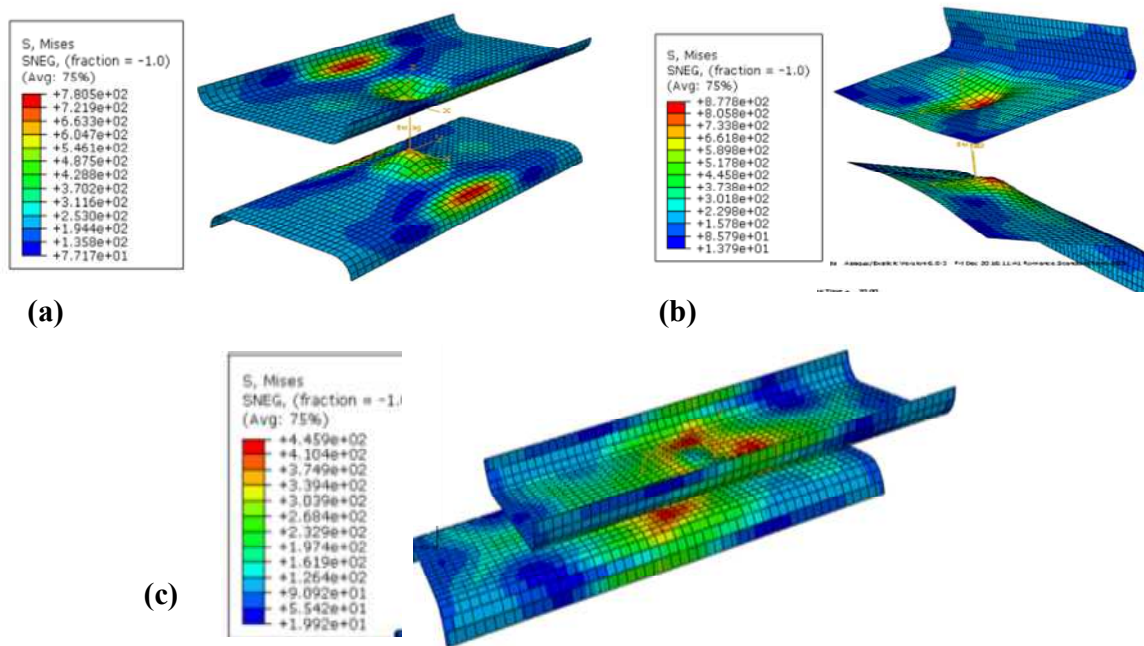 S, Mises
SNEG, (fraction = -1.0)
(Avg: 75%)
+7.805e+02
+7.219e+02
+6.633e+02
+6.047e+02
+5.461e+02
+4.875e+02
+4.288e+02
+3.702e+02
+3.116e+02
+2.530e+02
+1.944e+02
+1.358e+02
+7.717e+01
(a)
S, Mises
SNEG, (fraction = -1.0)
(Avg: 75%)
+8.778e+02
+8.058e+02
+7.338e+02
+6.618e+02
+5.898e+02
+5.178e+02
+4.458e+02
+3.738e+02
+3.018e+02
+2.298e+02
+1.578e+02
+8.579e+01
+1.379e+01
(b)
S, Mises
SNEG, (fraction = -1.
(Avg: 75%)
+4.459e+02
+4.104e+02
+3.749e+02
+3.394e+02
+3.039e+02
+2.684e+02
+2.329e+02
+1.974e+02
+1.619e+02
+1.264e+02
+9.092e+01
+5.542e+01
+1.992e+01
(c)